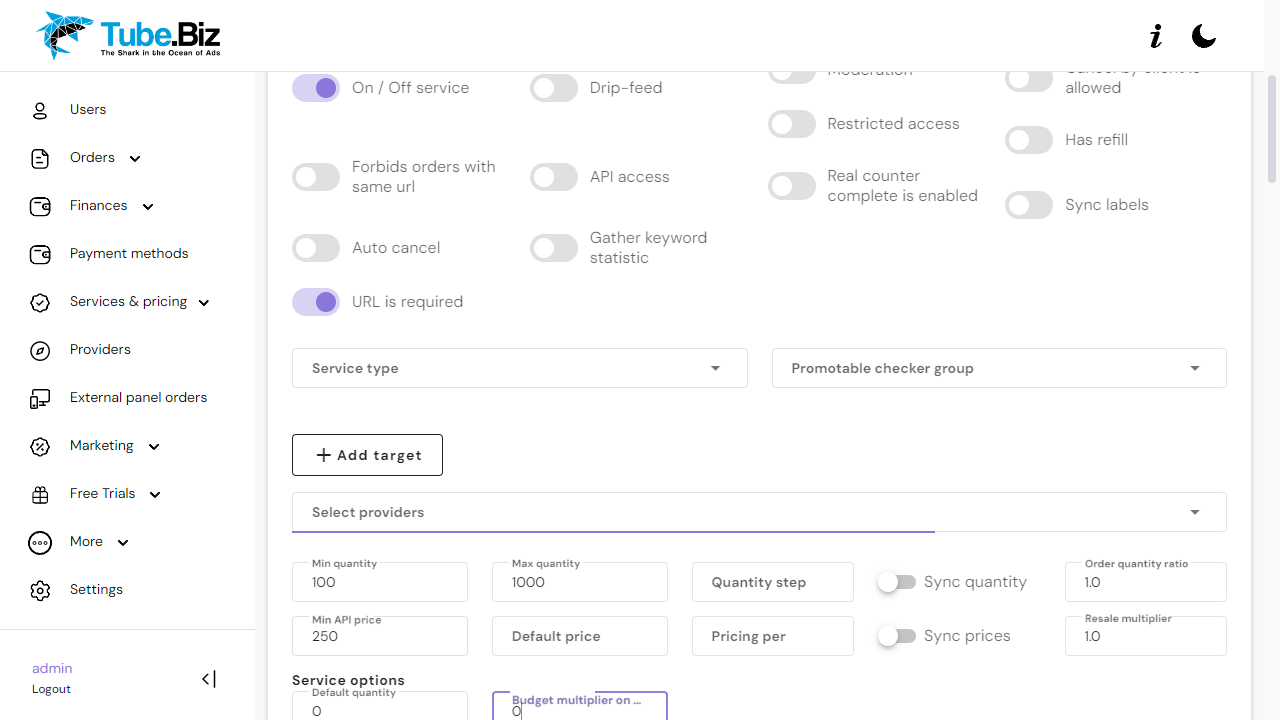 Tube.Biz
The Shark in the Ocean of Ads
i
Users
Orders
Finances
Payment methods
Services & pricing
Providers
External panel orders
Marketing
Free Trials
More
Settings
admin
Logout
On / Off service
Drip-feed
Moderation
Cancel by client is
allowed
Restricted access
Has refill
Forbids orders with
same url
API access
Real counter
complete is enabled
Sync labels
Auto cancel
Gather keyword
statistic
URL is required
Service type
Promotable checker group
+ Add target
Select providers
Min quantity
100
Max quantity
1000
Quantity step
Sync quantity
Order quantity ratio
1.0
Min API price
250
Default price
Pricing per
Sync prices
Resale multiplier
1.0
Service options
Default quantity
0
Budget multiplier on ...
0